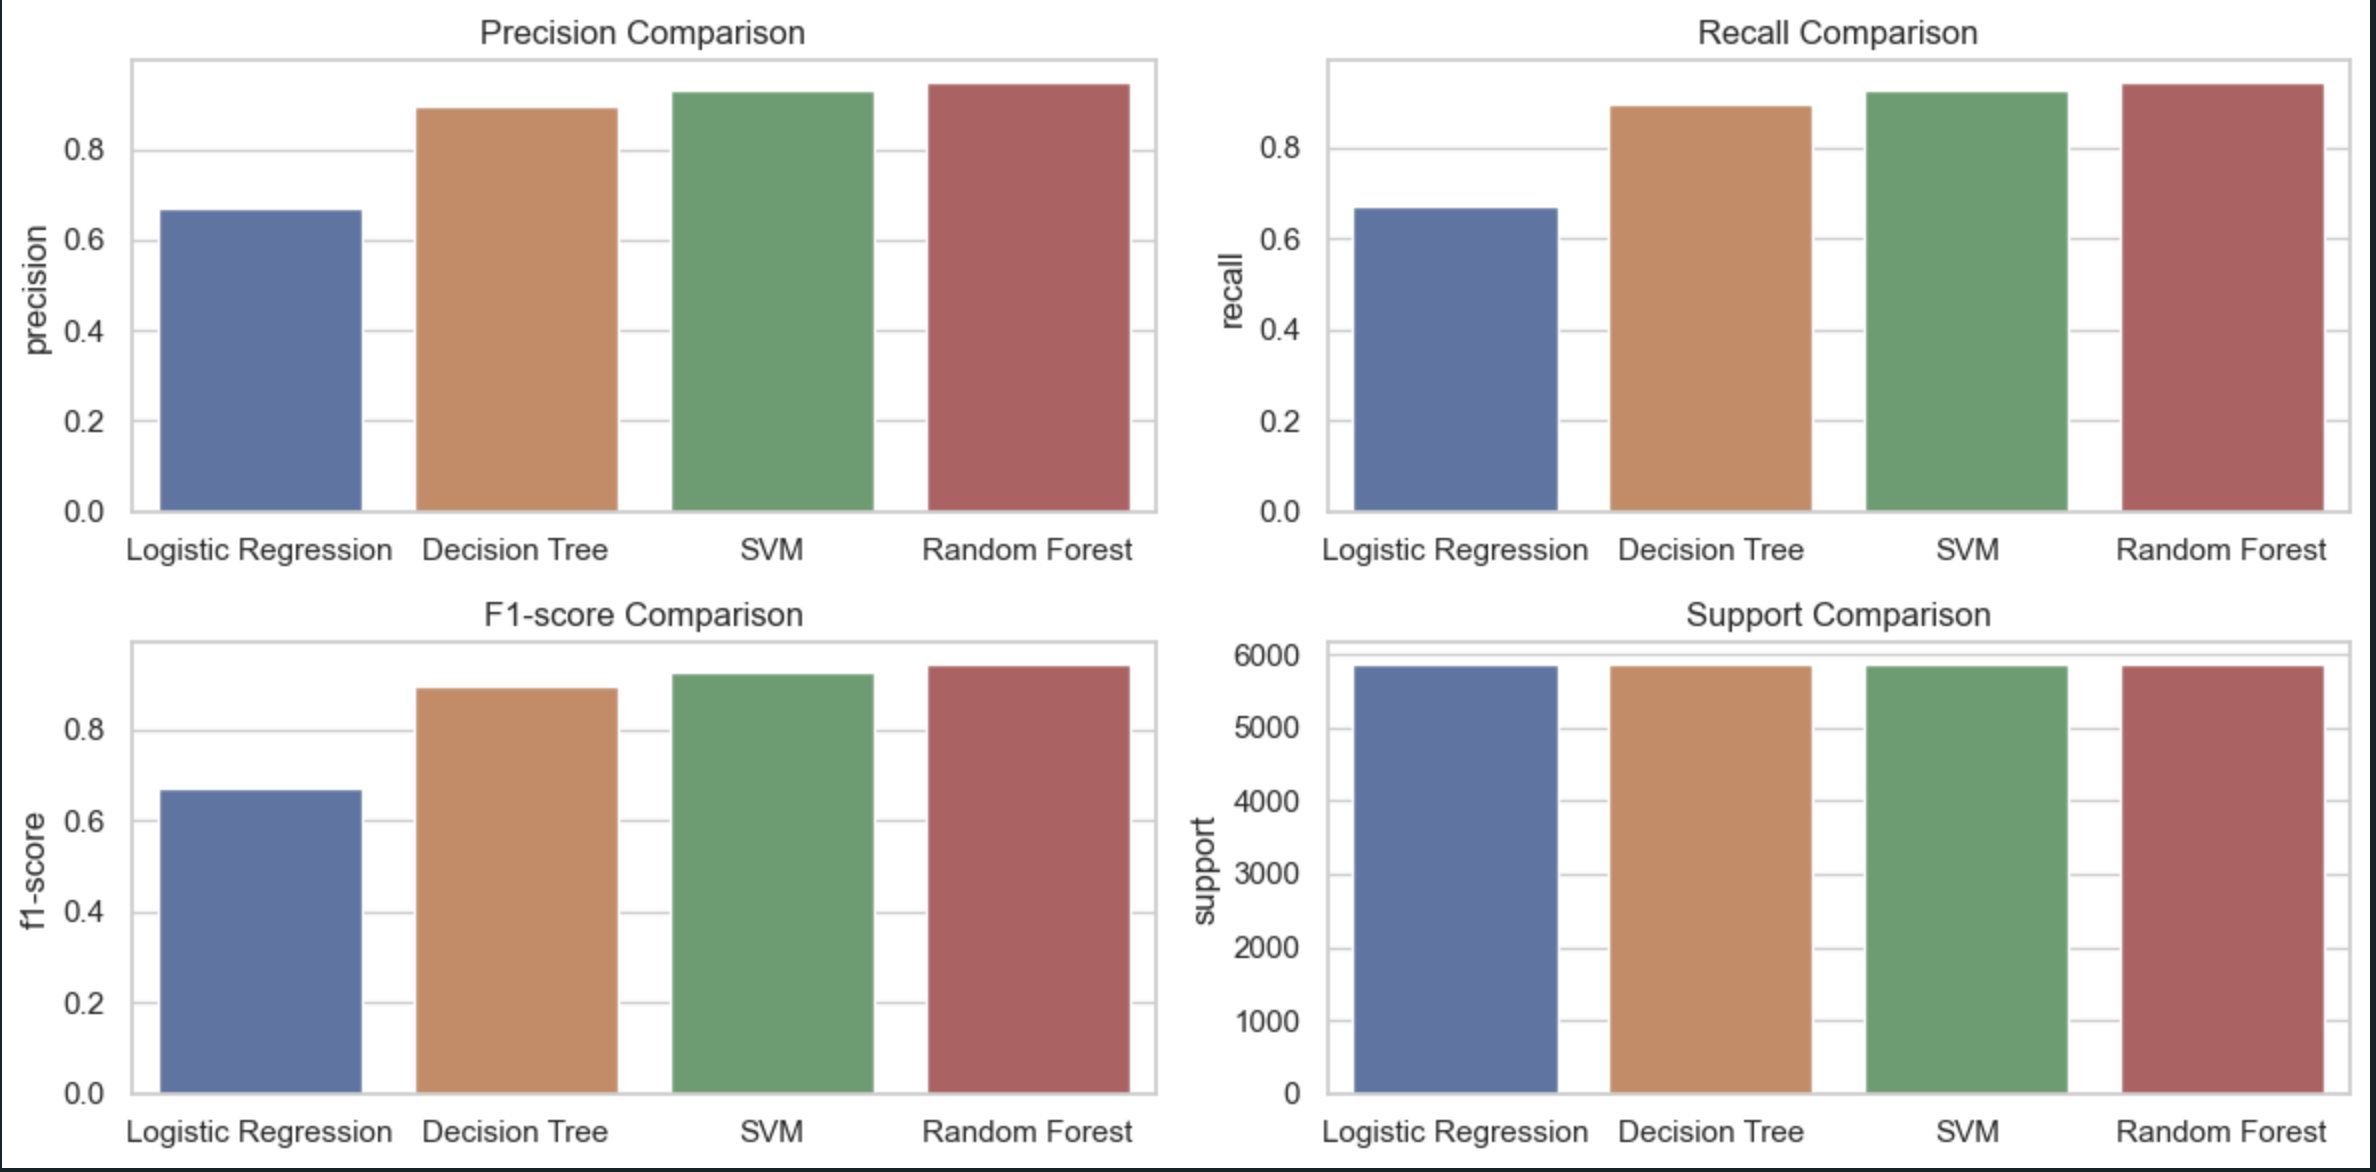 Precision Comparison
precision
0.8
0.6
0.4
0.2
0.0
Logistic Regression Decision Tree SVM Random Forest
Recall Comparison
recall
0.8
0.6
0.4
0.2
0.0
Logistic Regression Decision Tree SVM Random Forest
F1-score Comparison
f1-score
0.8
0.6
0.4
0.2
0.0
Logistic Regression Decision Tree SVM Random Forest
Support Comparison
support
6000
5000
4000
3000
2000
1000
0
Logistic Regression Decision Tree SVM Random Forest